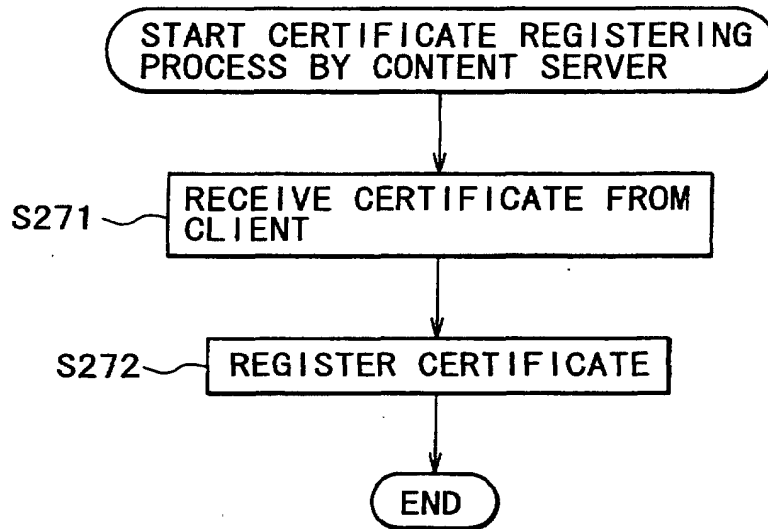 START CERTIFICATE REGISTERING
PROCESS BY CONTENT SERVER
S271
RECEIVE CERTIFICATE FROM
CLIENT
S272
REGISTER CERTIFICATE
END